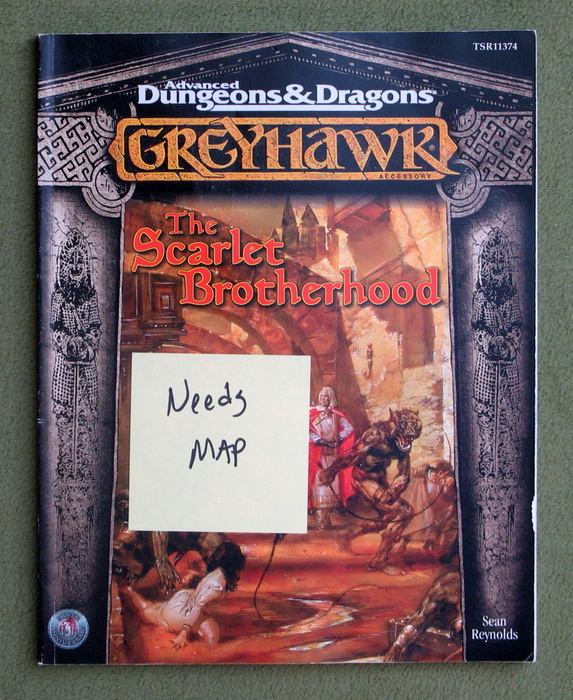 TSR11374
Advanced
Dungeons&Dragons
GREYHAWK
ACCESSORY
The
Scarlet
Brotherhood
Needs
MAP
Sean
Reynolds